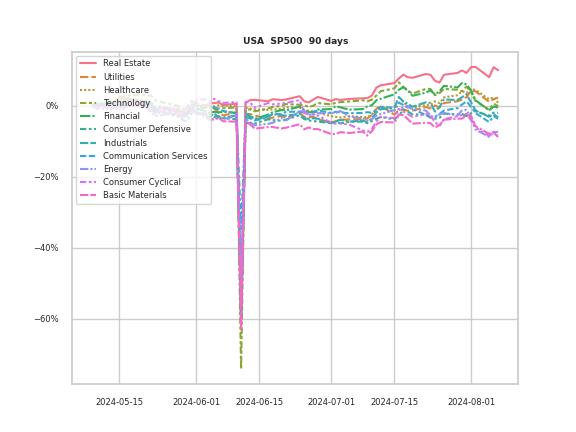 USA SP500 90 days
Real Estate
Utilities
Healthcare
Technology
Financial
Consumer Defensive
Industrials
Communication Services
Energy
Consumer Cyclical
Basic Materials
0%
−20%
−40%
−60%
2024-05-15 2024-06-01 2024-06-15 2024-07-01 2024-07-15 2024-08-01